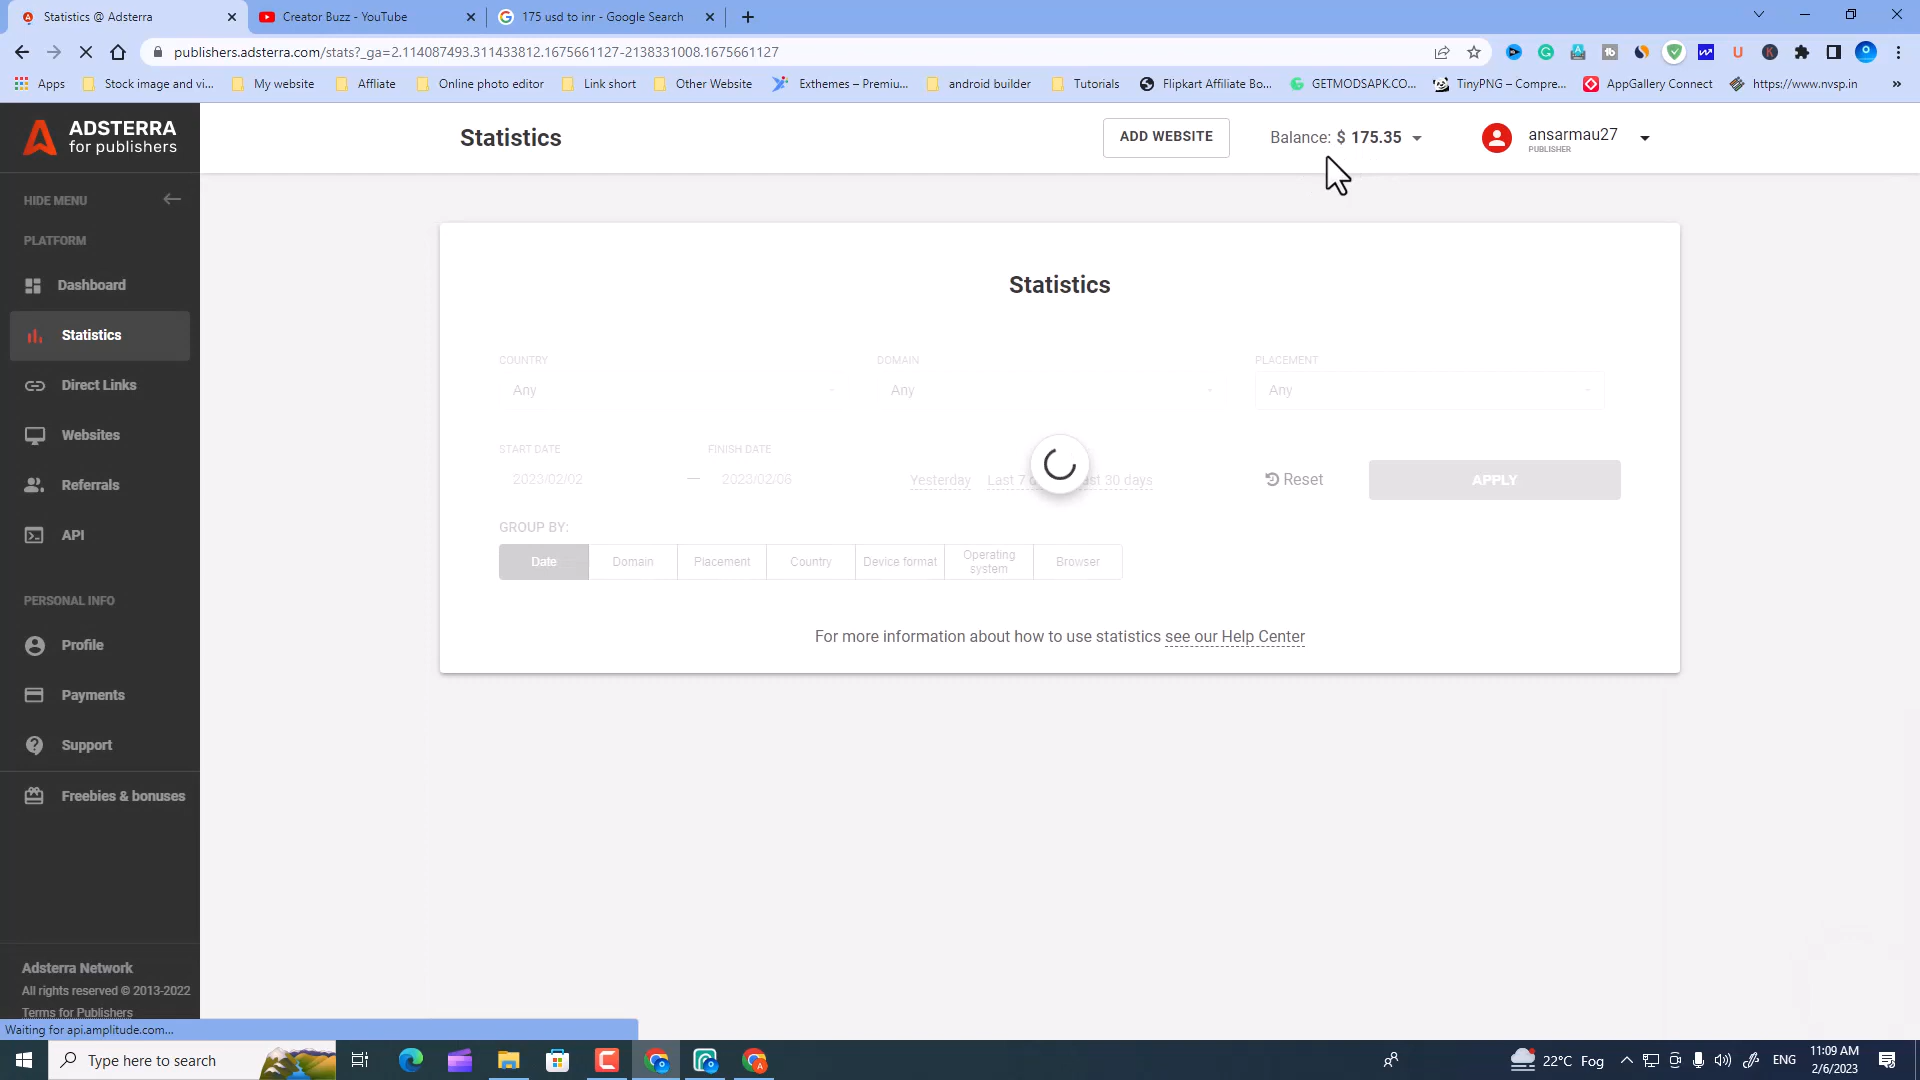 Statistics @ Adsterra
Creator Buzz - YouTube
175 usd to inr - Google Search
publishers.adsterra.com/stats?_ga=2.114087493.311433812.1675661127-2138331008.1675661127
Apps
Stock image and vi...
My website
Affliate
Online photo editor
Link short
Other Website
Exthemes – Premiu...
android builder
Tutorials
Flipkart Affiliate Bo...
GETMODSAPK.CO...
TinyPNG – Compre...
AppGallery Connect
https://www.nvsp.in
»
ADSTERRA
for publishers
Statistics
ADD WEBSITE
Balance: $ 175.35
ansarmau27
PUBLISHER
HIDE MENU
PLATFORM
Dashboard
Statistics
Direct Links
Websites
Referrals
API
PERSONAL INFO
Profile
Payments
Support
Freebies & bonuses
Adsterra Network
All rights reserved © 2013-2022
Terms for Publishers
Statistics
COUNTRY
DOMAIN
PLACEMENT
Any
Any
Any
START DATE
FINISH DATE
2023/02/02
—
2023/02/06
Yesterday
Last 7
30 days
Reset
APPLY
GROUP BY:
Date
Domain
Placement
Country
Device format
Operating
system
Browser
For more information about how to use statistics see our Help Center
Waiting for api.amplitude.com...
Type here to search
22°C Fog
ENG
11:09 AM
2/6/2023